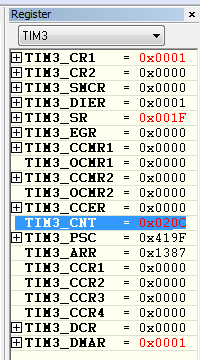 Register
TIM3
TIM3_CR1 = 0x0001
TIM3_CR2 = 0x0000
TIM3_SMCR = 0x0000
TIM3_DIER = 0x0001
TIM3_SR = 0x001F
TIM3_EGR = 0x0000
TIM3_CCMR1 = 0x0000
TIM3_OCMR1 = 0x0000
TIM3_CCMR2 = 0x0000
TIM3_OCMR2 = 0x0000
TIM3_CCER = 0x0000
TIM3_CNT = 0x020C
TIM3_PSC = 0x419F
TIM3_ARR = 0x1387
TIM3_CCR1 = 0x0000
TIM3_CCR2 = 0x0000
TIM3_CCR3 = 0x0000
TIM3_CCR4 = 0x0000
TIM3_DCR = 0x0000
TIM3_DMAR = 0x0001